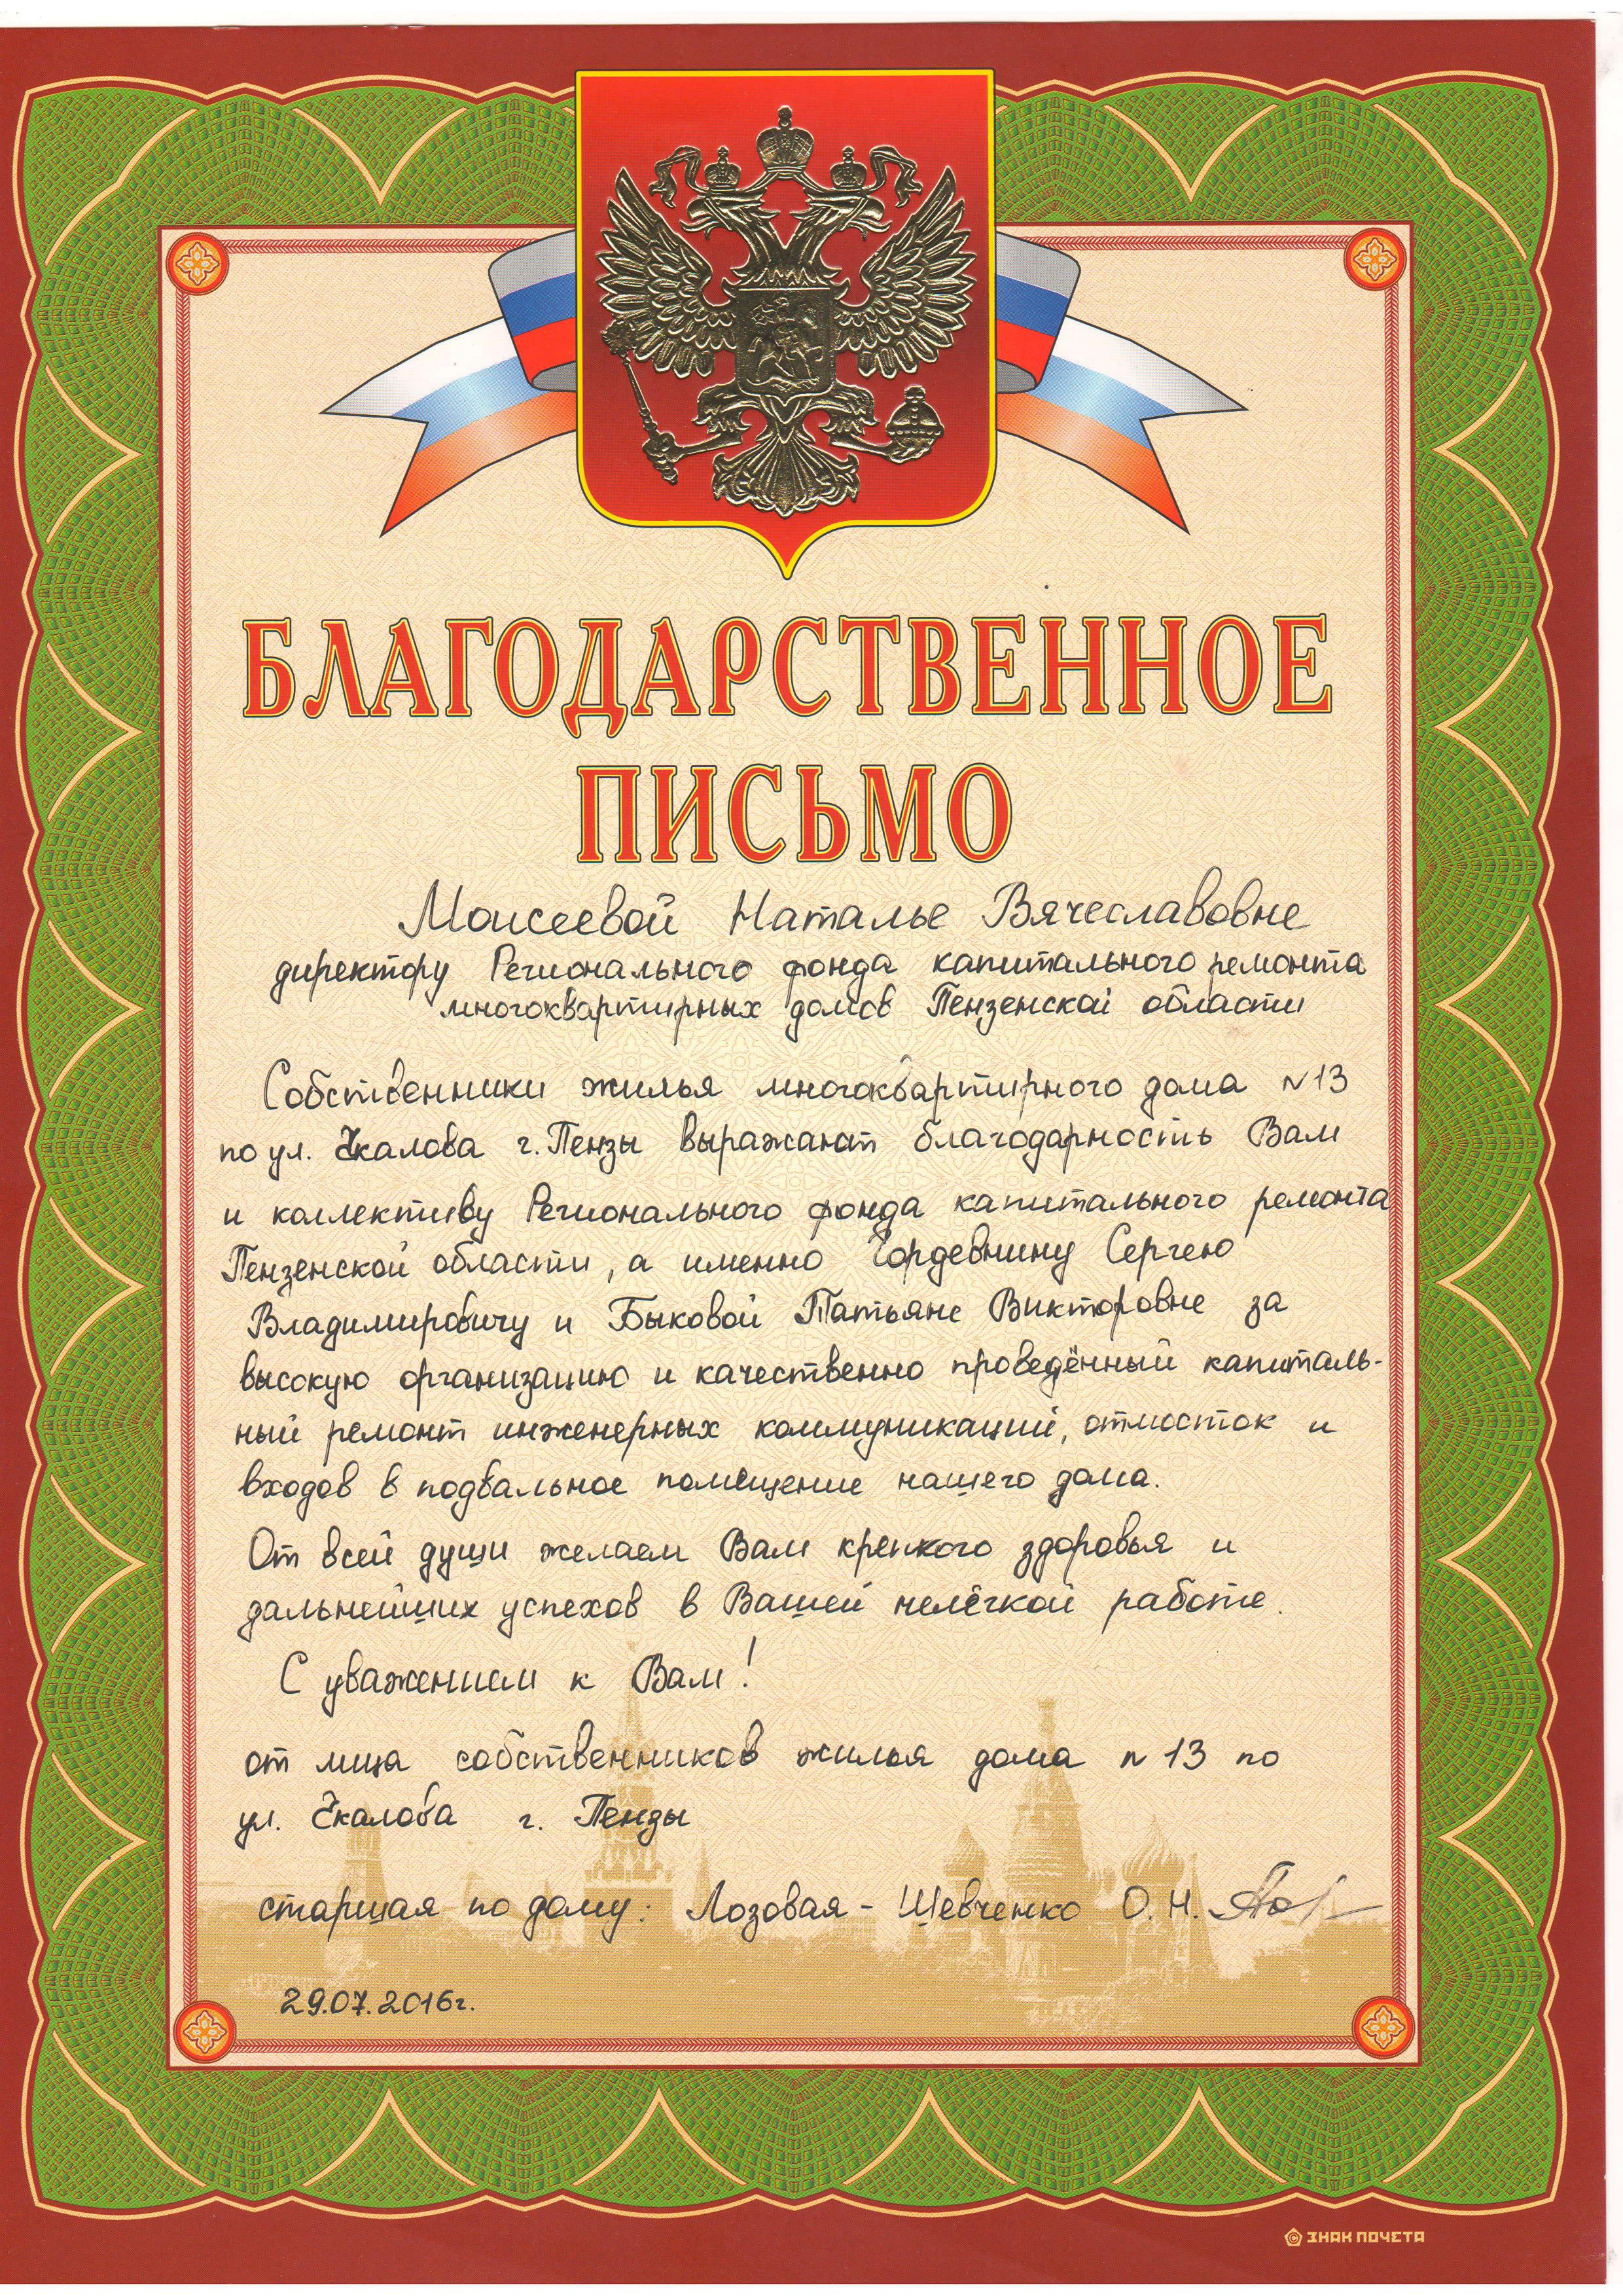 БЛАГОДАРСТВЕННОЕ
ПИСЬМО
Моисеевой Наталье Вячеславовне
директору Регионального фонда капитального ремонта
многоквартирных домов Пензенской области
Собственники жилья многоквартирного дома №13
по ул. Чкалова г. Пензы выражают благодарность Вам
и коллективу Регионального фонда капитального ремонта
Пензенской области, а именно Гордевнину Сергею
Владимировичу и Быковой Татьяне Викторовне за
высокую организацию и качественно проведённый капиталь-
ный ремонт инженерных коммуникаций, отмосток и
входов в подвальное помещение нашего дома.
От всей души желаем Вам крепкого здоровья и
дальнейших успехов в Вашей нелёгкой работе.
С уважением к Вам!
от лица собственников жилья дома №13 по
ул. Чкалова г. Пензы
старшая по дому: Лозовая - Шевченко О. Н.
29.07.2016г.
© ЗНАК ПОЧЕТА